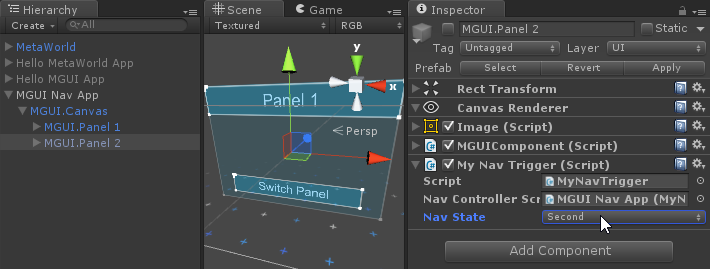 Hierarchy
Create
All
MetaWorld
Hello MetaWorld App
Hello MGUI App
MGUI Nav App
MGUI.Canvas
MGUI.Panel 1
MGUI.Panel 2
Scene
Game
Textured
RGB
y
x
Panel 1
Persp
Switch Panel
Inspector
MGUI.Panel 2
Static
Tag Untagged Layer UI
Prefab Select Revert Apply
Rect Transform
Canvas Renderer
Image (Script)
MGUIComponent (Script)
My Nav Trigger (Script)
Script MyNavTrigger
Nav Controller Scri MGUI Nav App (MyN
Nav State Second
Add Component